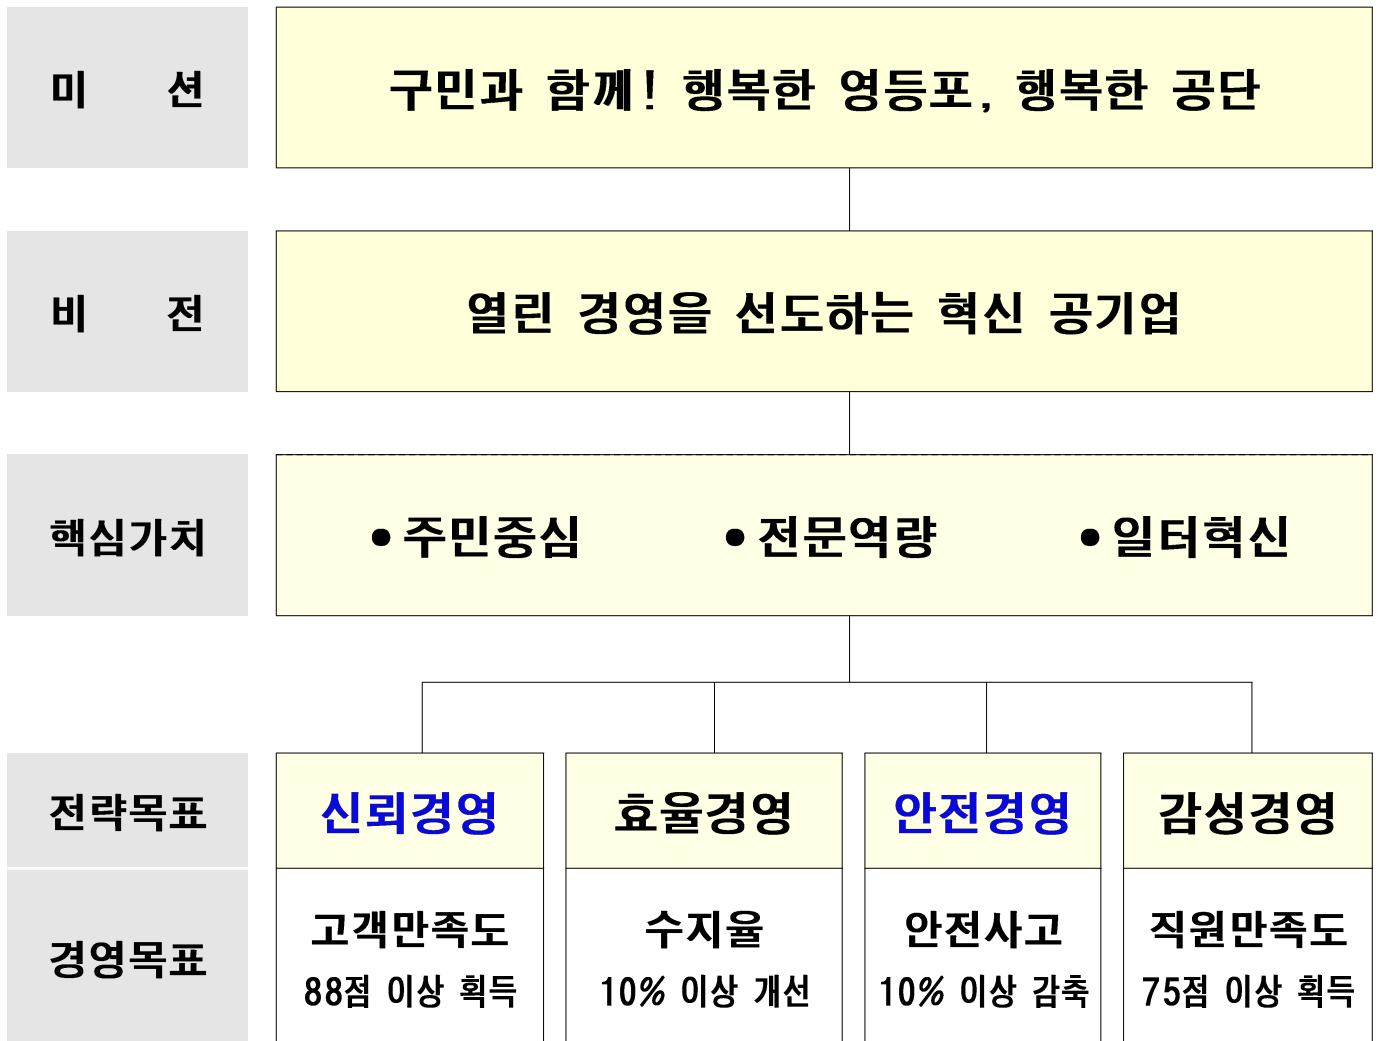 미 션
구민과 함께! 행복한 영등포, 행복한 공단
비 전
열린 경영을 선도하는 혁신 공기업
핵심가치
•주민중심 •전문역량 •일터혁신
전략목표
신뢰경영 효율경영 안전경영 감성경영
경영목표
고객만족도 수지율 안전사고 직원만족도
88점 이상 획득 10% 이상 개선 10% 이상 감축 75점 이상 획득